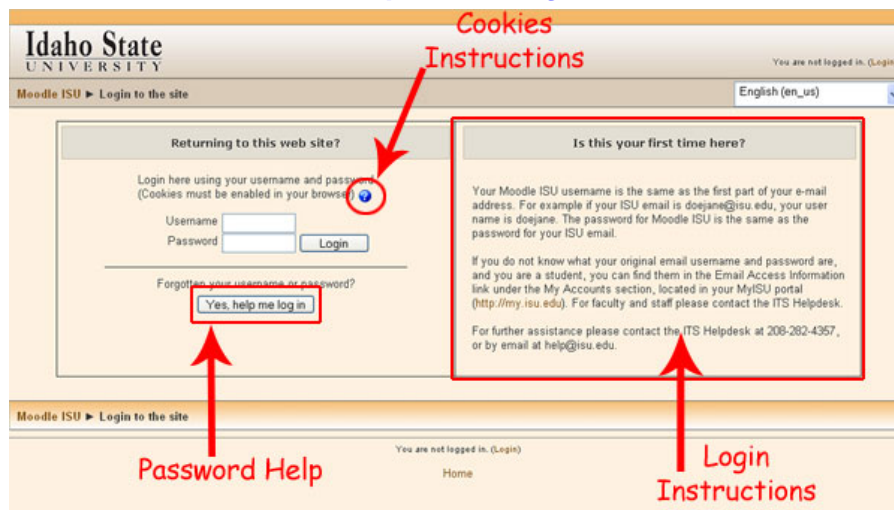 Cookies
Instructions
Idaho State
UNIVERSITY
You are not logged in. (Login
Moodle ISU ► Login to the site
English (en_us)
Returning to this web site?
Login here using your username and password
(Cookies must be enabled in your browser)
Username
Password
Login
Forgotten your username or password?
Yes, help me log in
Is this your first time here?
Your Moodle ISU username is the same as the first part of your e-mail
address. For example if your ISU email is doejane@isu.edu, your user
name is doejane. The password for Moodle ISU is the same as the
password for your ISU email.
If you do not know what your original email username and password are,
and you are a student, you can find them in the Email Access Information
link under the My Accounts section, located in your MyISU portal
(http://my.isu.edu). For faculty and staff please contact the ITS Helpdesk.
For further assistance please contact the ITS Helpdesk at 208-282-4357,
or by email at help@isu.edu.
Moodle ISU ► Login to the site
You are not logged in. (Login)
Home
Password Help
Login
Instructions